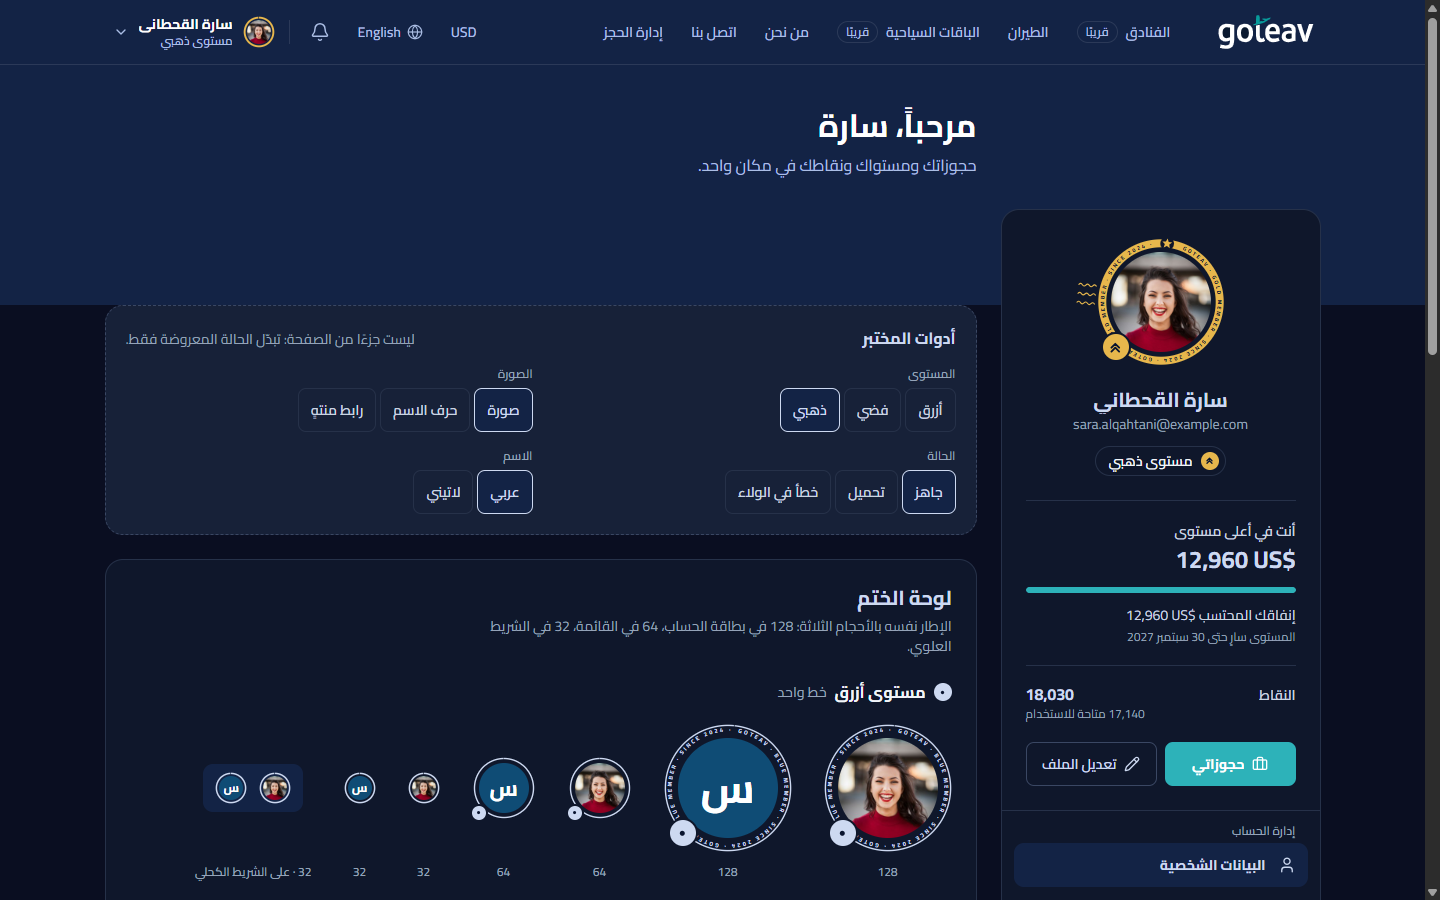 goteav
الفنادق
قريبًا
الطيران
الباقات السياحية
قريبًا
من نحن
اتصل بنا
إدارة الحجز
USD
English
سارة القحطاني
مستوى ذهبي
مرحباً، سارة
حجوزاتك ومستواك ونقاطك في مكان واحد.
سارة القحطاني
sara.alqahtani@example.com
مستوى ذهبي
أنت في أعلى مستوى
12,960 US$
إنفاقك المحتسب 12,960 US$
المستوى سارٍ حتى 30 سبتمبر 2027
النقاط
18,030
17,140 متاحة للاستخدام
حجوزاتي
تعديل الملف
إدارة الحساب
البيانات الشخصية
أدوات المختبر
ليست جزءًا من الصفحة: تبدّل الحالة المعروضة فقط.
المستوى
أزرق
فضي
ذهبي
الصورة
صورة
حرف الاسم
رابط منتهٍ
الحالة
جاهز
تحميل
خطأ في الولاء
الاسم
عربي
لاتيني
لوحة الختم
الإطار نفسه بالأحجام الثلاثة: 128 في بطاقة الحساب، 64 في القائمة، 32 في الشريط
العلوي.
مستوى أزرق
خط واحد
س
س
س
س
128
128
64
64
32
32
32 · على الشريط الكحلي